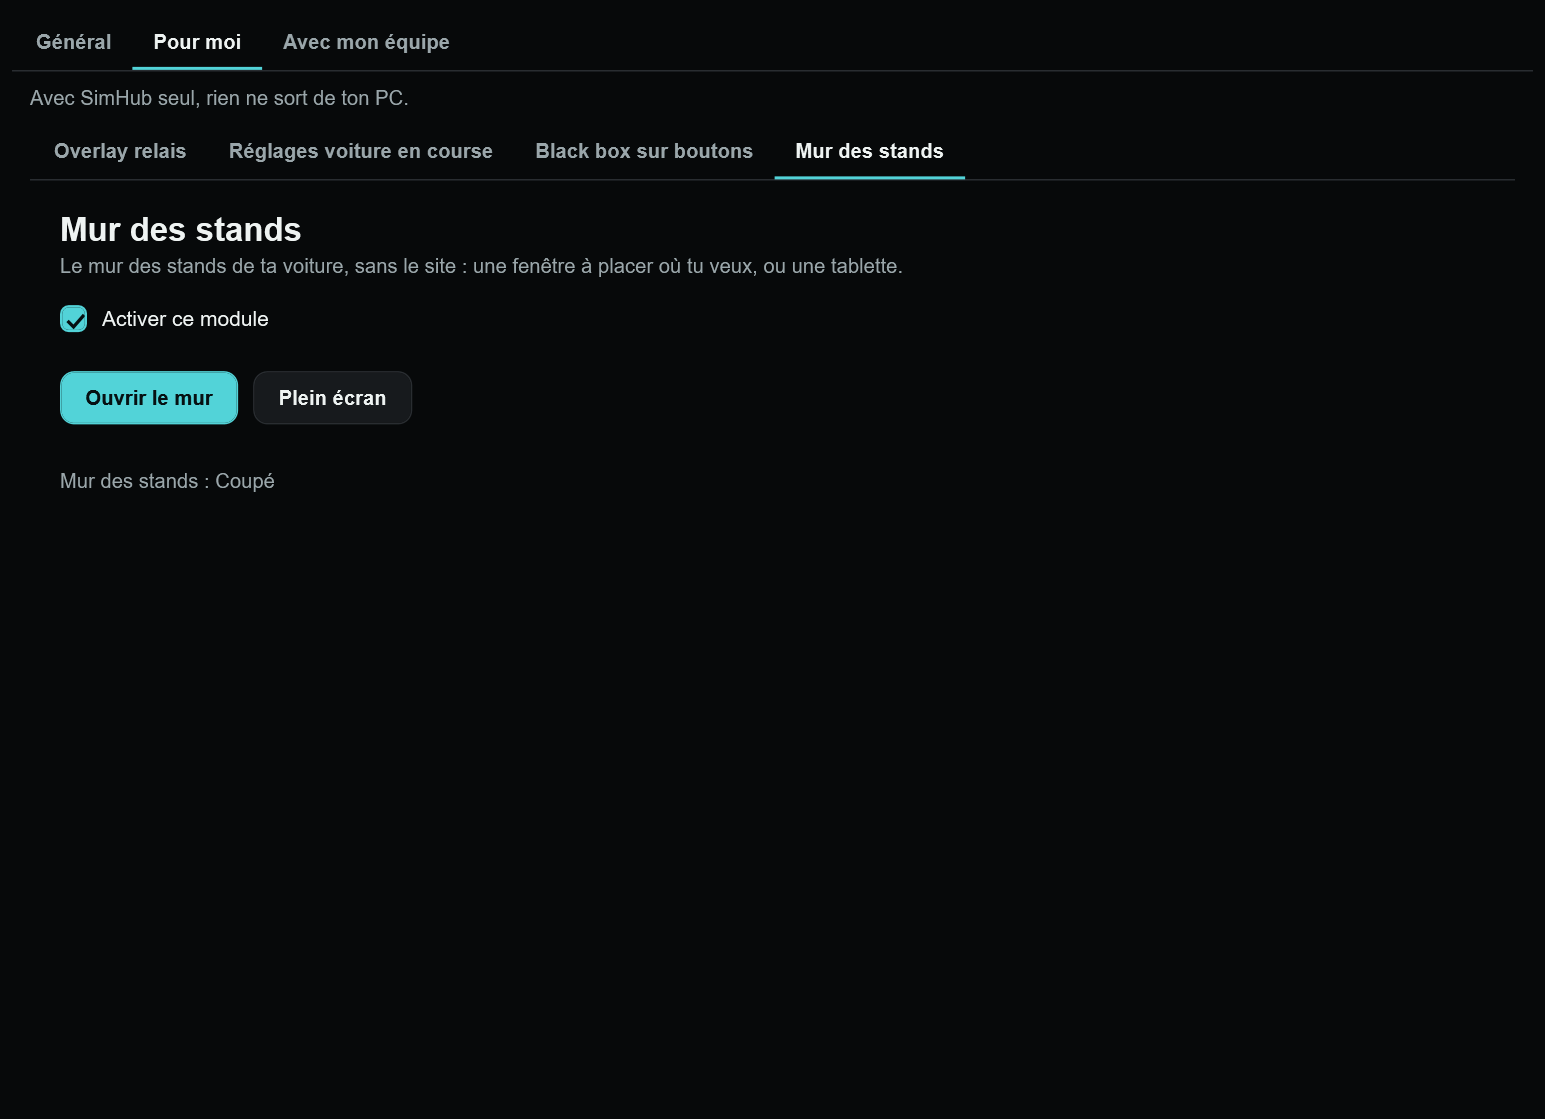 Général Pour moi Avec mon équipe
Avec SimHub seul, rien ne sort de ton PC.
Overlay relais Réglages voiture en course Black box sur boutons Mur des stands
Mur des stands
Le mur des stands de ta voiture, sans le site : une fenêtre à placer où tu veux, ou une tablette.
Activer ce module
Ouvrir le mur Plein écran
Mur des stands : Coupé